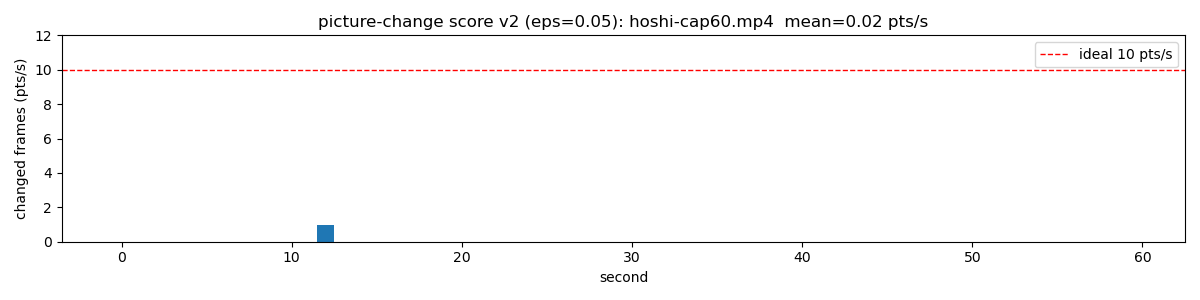 picture-change score v2 (eps=0.05): hoshi-cap60.mp4  mean=0.02 pts/s
ideal 10 pts/s
changed frames (pts/s)
12
10
8
6
4
2
0
0 10 20 30 40 50 60
second